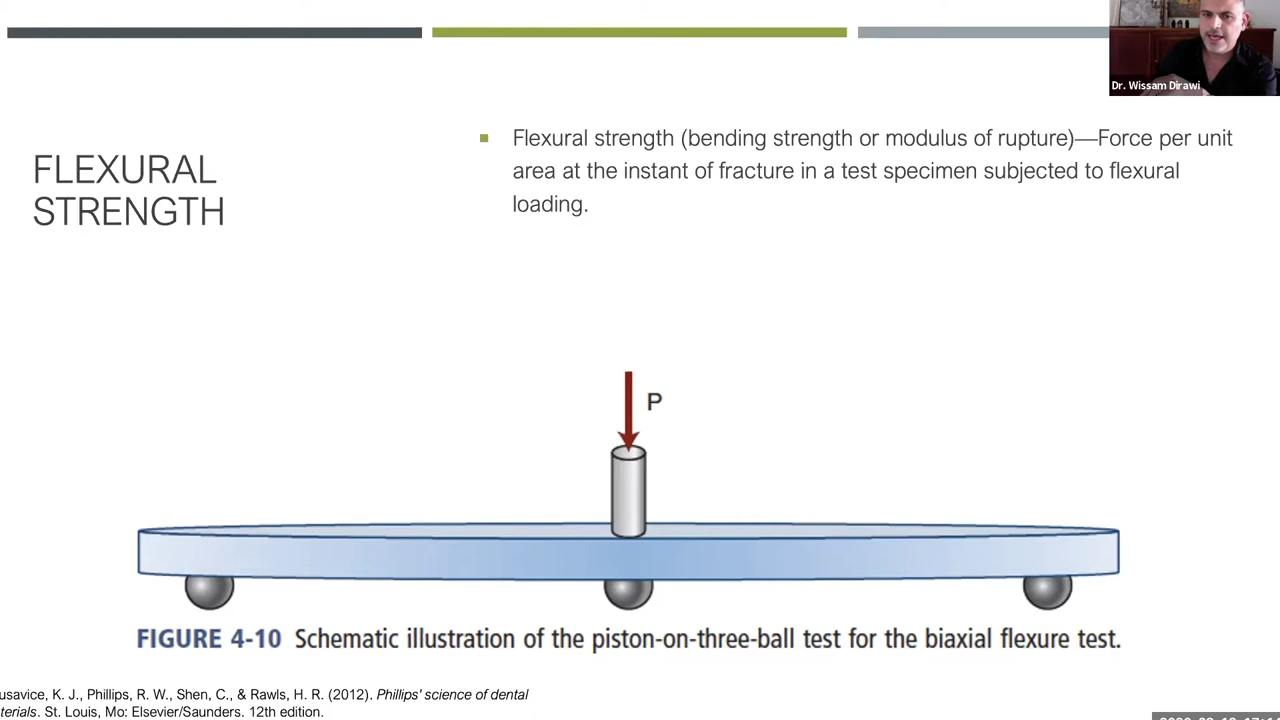 Dr. Wissam Dirawi
FLEXURAL
STRENGTH
Flexural strength (bending strength or modulus of rupture)—Force per unit
area at the instant of fracture in a test specimen subjected to flexural
loading.
P
FIGURE 4-10 Schematic illustration of the piston-on-three-ball test for the biaxial flexure test.
usavice, K. J., Phillips, R. W., Shen, C., & Rawls, H. R. (2012). Phillips' science of dental
terials. St. Louis, Mo: Elsevier/Saunders. 12th edition.